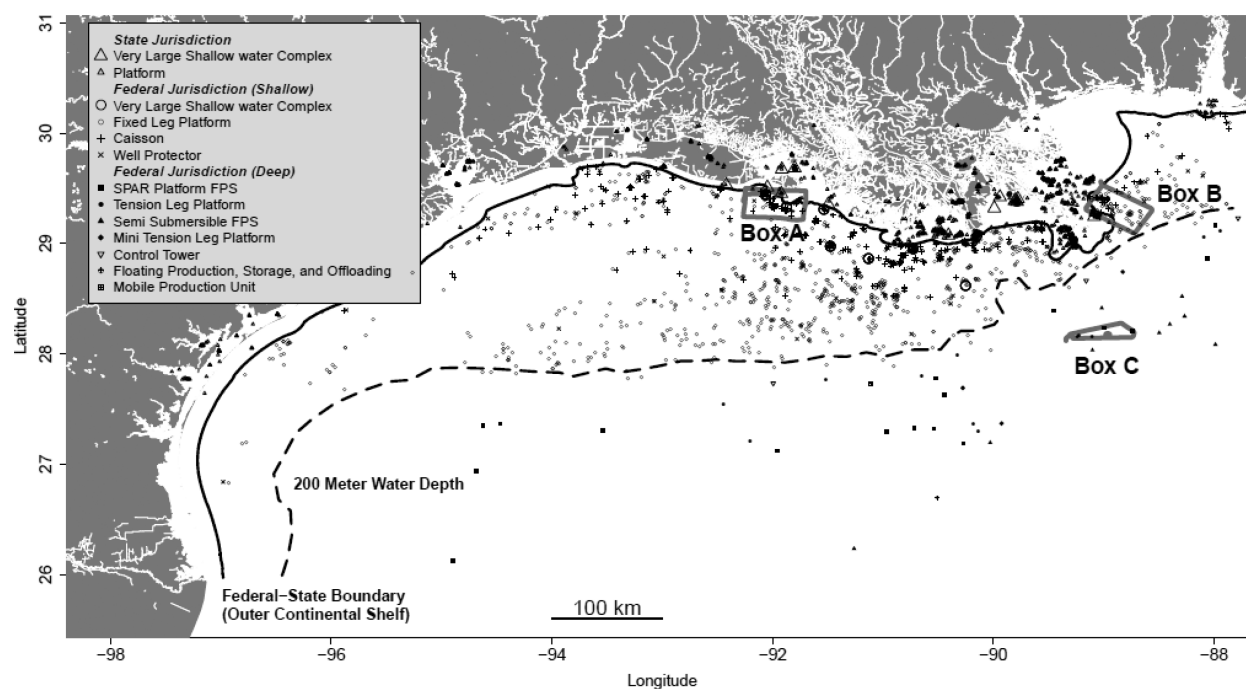 State Jurisdiction
Very Large Shallow water Complex
Platform
Federal Jurisdiction (Shallow)
Very Large Shallow water Complex
Fixed Leg Platform
Caisson
Well Protector
Federal Jurisdiction (Deep)
SPAR Platform FPS
Tension Leg Platform
Semi Submersible FPS
Mini Tension Leg Platform
Control Tower
Floating Production, Storage, and Offloading
Mobile Production Unit
31
30
29
28
27
26
Latitude
Box A
Box B
Box C
200 Meter Water Depth
Federal−State Boundary
(Outer Continental Shelf)
100 km
−98
−96
−94
−92
−90
−88
Longitude